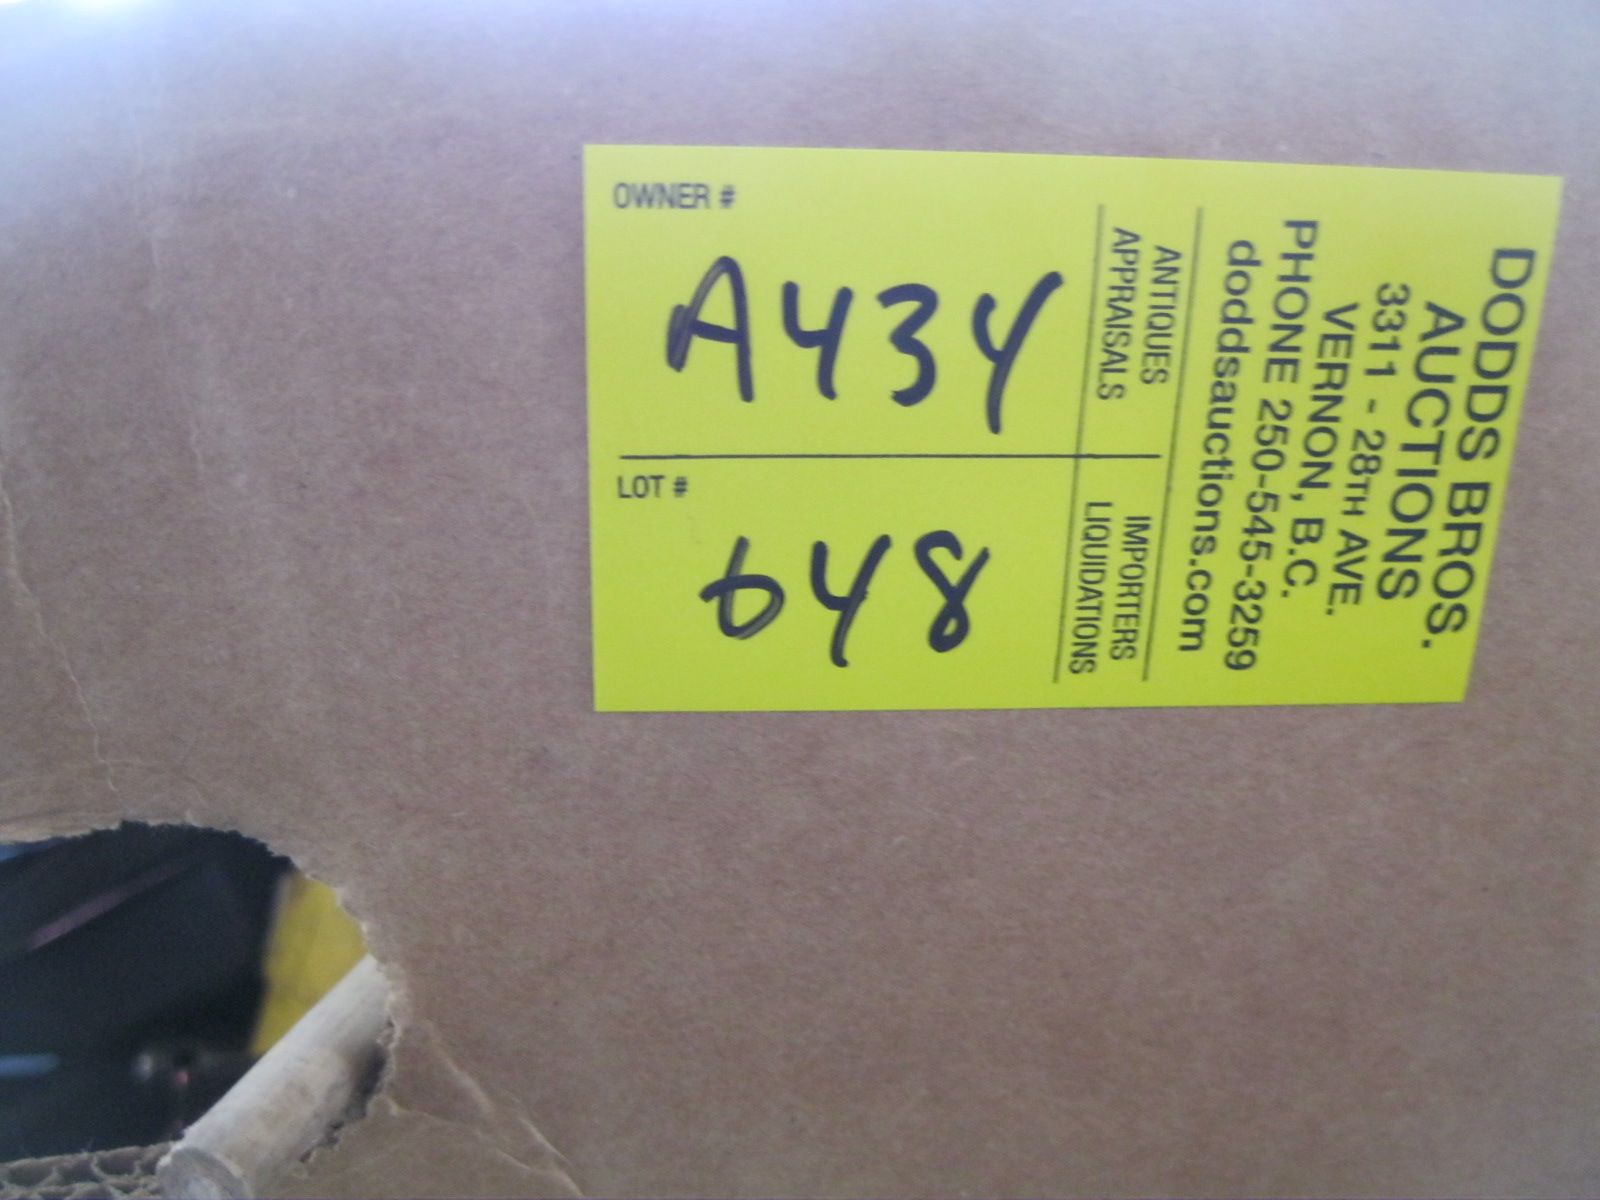 OWNER #
A434
LOT #
648
DODDS BROS.
AUCTIONS
3311 - 28TH AVE.
VERNON, B.C.
PHONE 250-545-3259
doddsauctions.com
ANTIQUES
APPRAISALS
IMPORTERS
LIQUIDATIONS